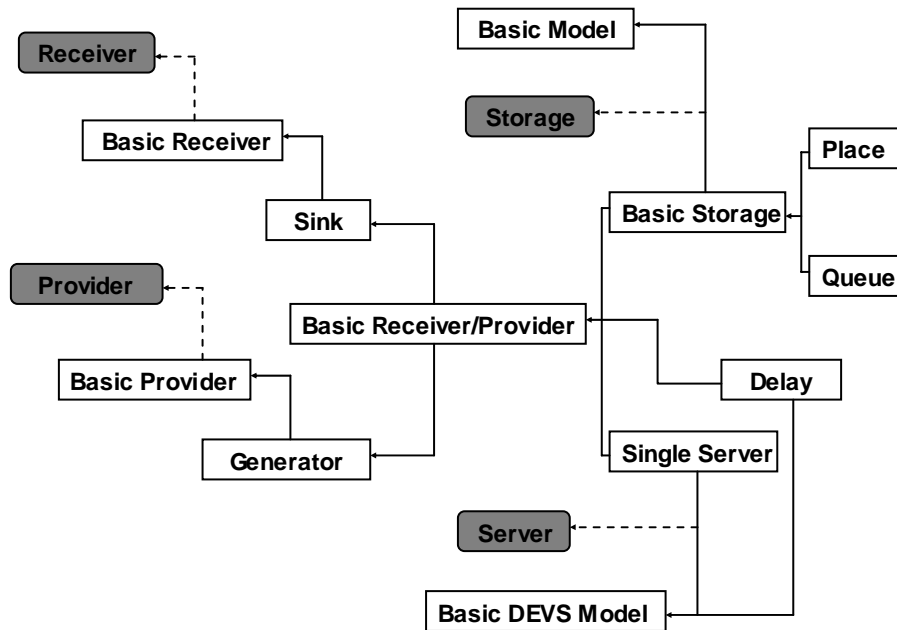 Basic Model
Receiver
Storage
Basic Receiver
Place
Sink
Basic Storage
Provider
Queue
Basic Receiver/Provider
Basic Provider
Delay
Generator
Single Server
Server
Basic DEVS Model